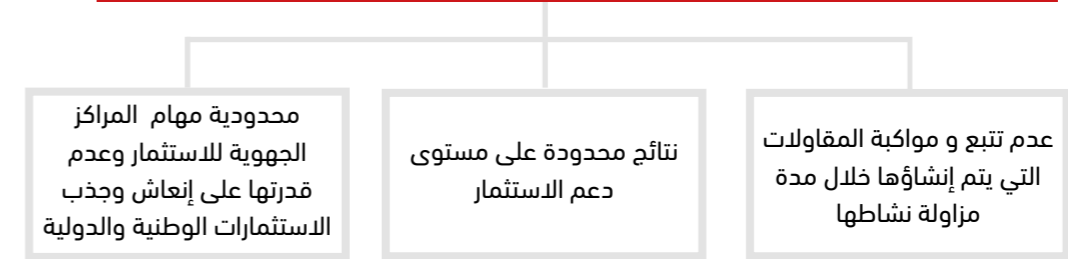 عدم تتبع و مواكبة المقاولات
التي يتم إنشاؤها خلال مدة
مزاولة نشاطها
نتائج محدودة على مستوى
دعم الاستثمار
محدودية مهام المراكز
الجهوية للاستثمار وعدم
قدرتها على إنعاش وجذب
الاستثمارات الوطنية والدولية